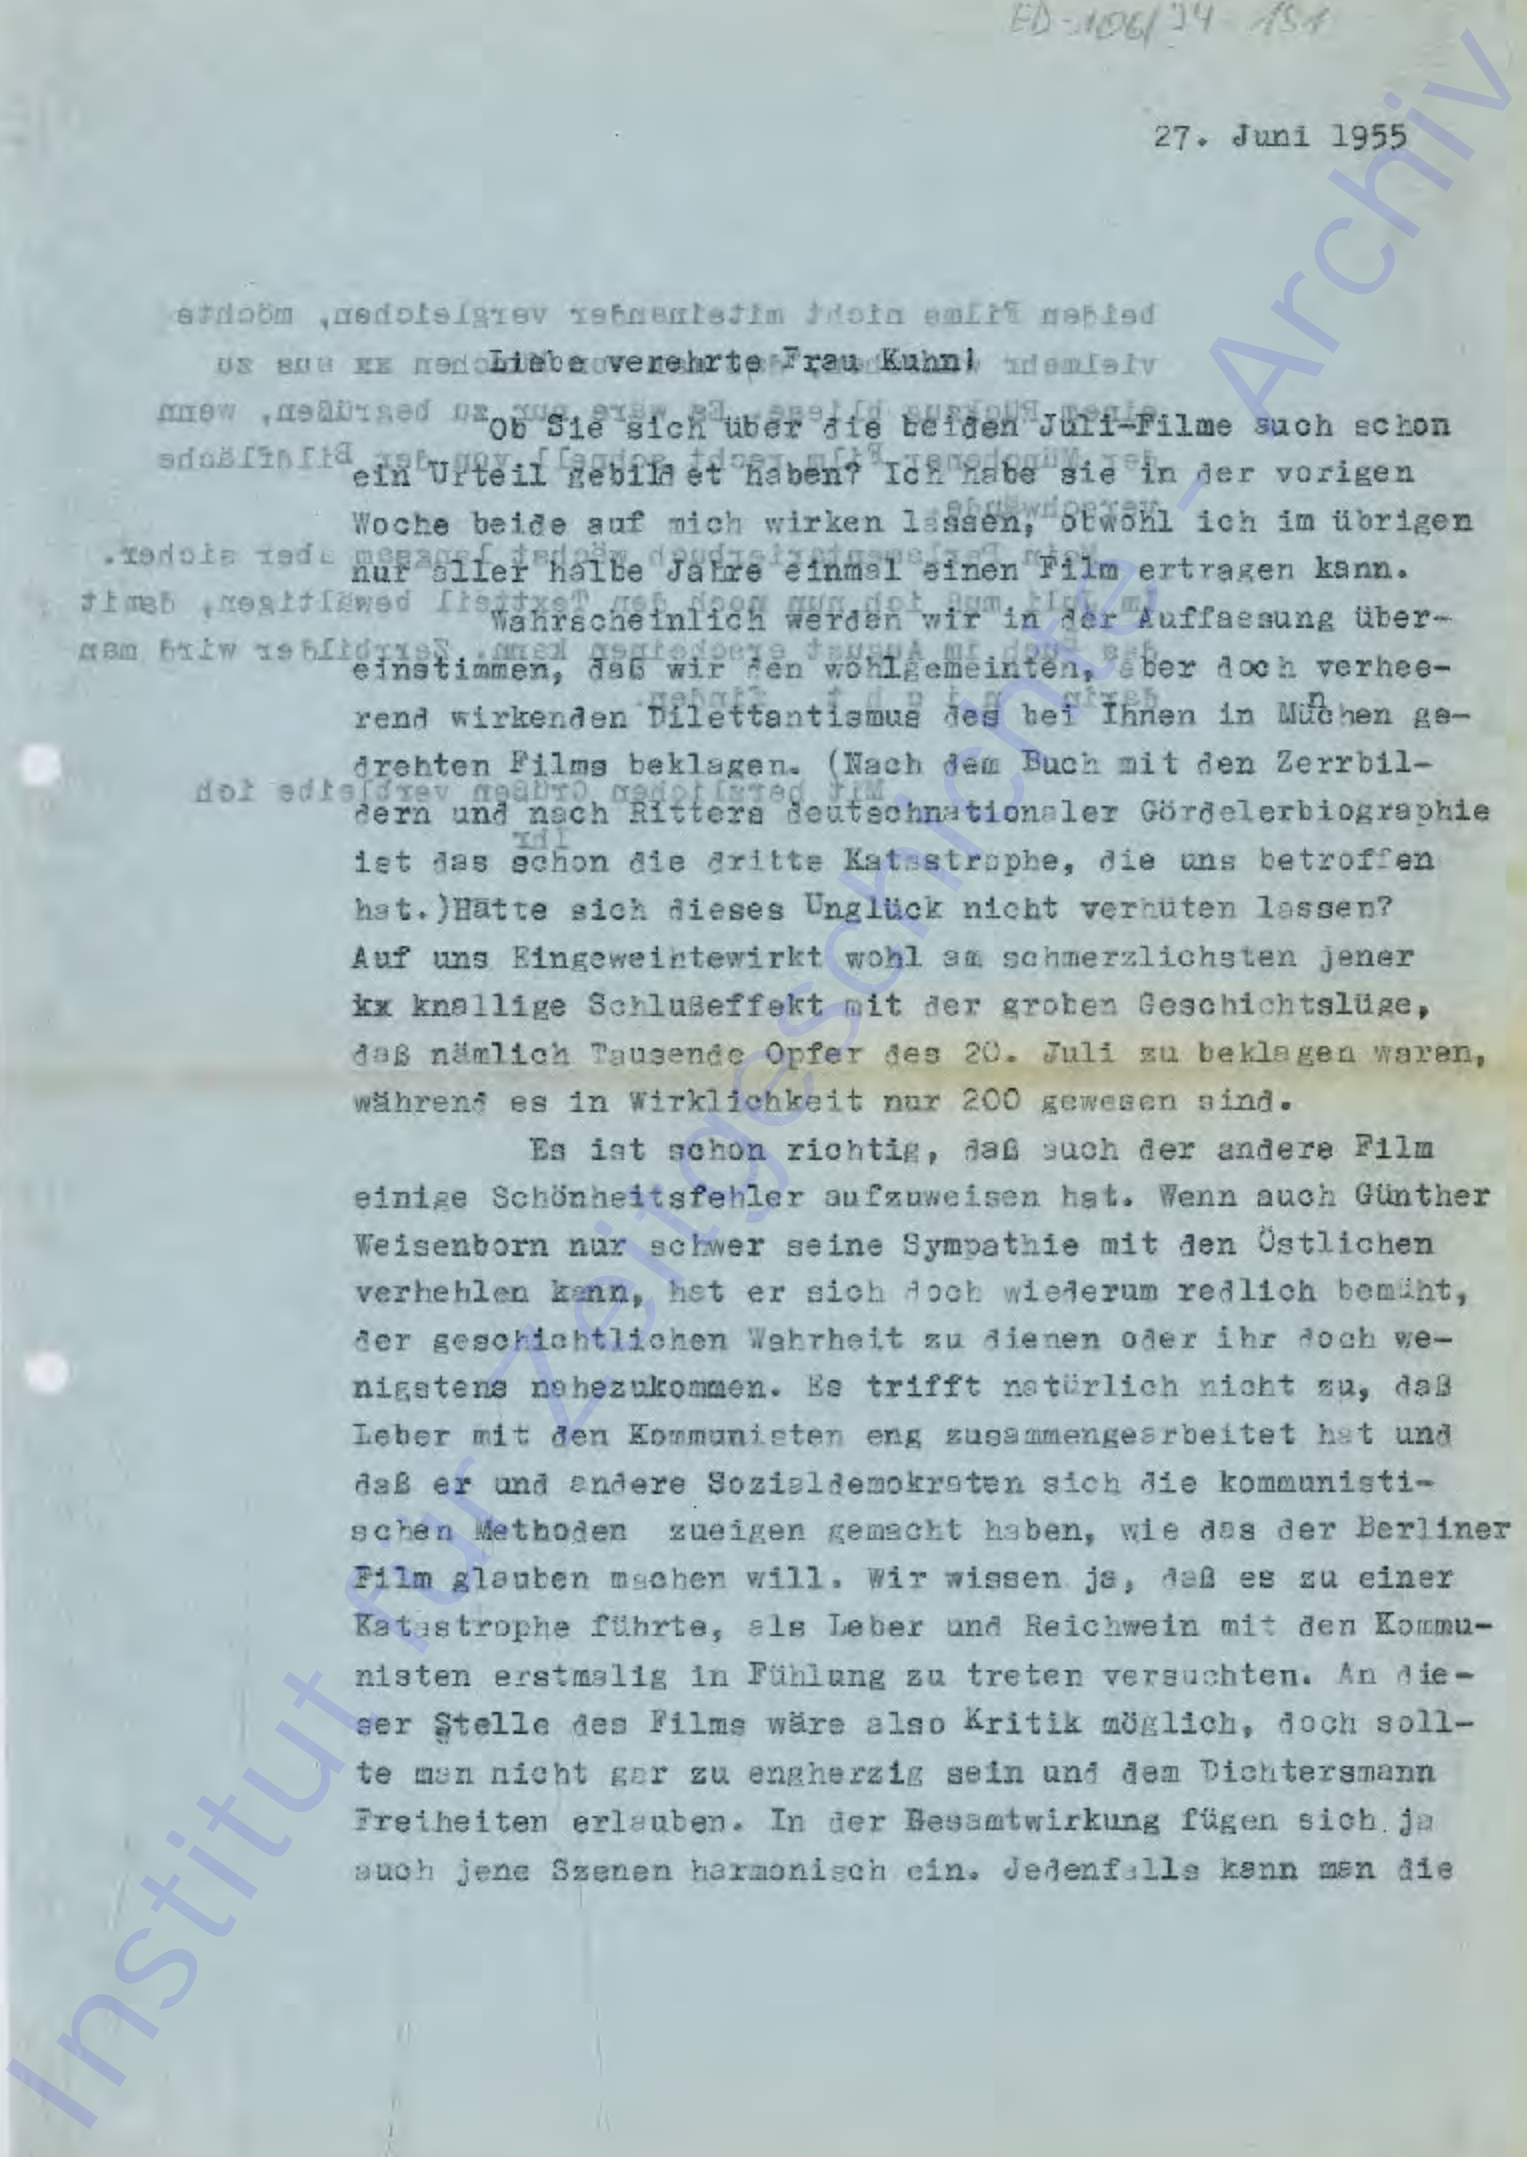 ED-106/94-151
27. Juni 1955
Liebe verehrte Frau Kuhn!
Ob Sie sich über die beiden Juli-Filme auch schon
ein Urteil gebildet haben? Ich habe sie in der vorigen
Woche beide auf mich wirken lassen, obwohl ich im übrigen
nur aller halbe Jahre einmal einen Film ertragen kann.
Wahrscheinlich werden wir in der Auffassung über-
einstimmen, daß wir den wohlgemeinten, aber doch verhee-
rend wirkenden Dilettantismus des bei Ihnen in München ge-
drehten Films beklagen. (Nach dem Buch mit den Zerrbil-
dern und nach Ritters deutschnationaler Gördelerbiographie
ist das schon die dritte Katastrophe, die uns betroffen
hat.)Hätte sich dieses Unglück nicht verhüten lassen?
Auf uns Eingeweihtewirkt wohl am schmerzlichsten jener
kx knallige Schlußeffekt mit der groben Geschichtslüge,
daß nämlich Tausende Opfer des 20. Juli zu beklagen waren,
während es in Wirklichkeit nur 200 gewesen sind.
Es ist schon richtig, daß auch der andere Film
einige Schönheitsfehler aufzuweisen hat. Wenn auch Günther
Weisenborn nur schwer seine Sympathie mit den Östlichen
verhehlen kann, hat er sich doch wiederum redlich bemüht,
der geschichtlichen Wahrheit zu dienen oder ihr doch we-
nigstens nahezukommen. Es trifft natürlich nicht zu, daß
Leber mit den Kommunisten eng zusammengearbeitet hat und
daß er und andere Sozialdemokraten sich die kommunisti-
schen Methoden zueigen gemacht haben, wie das der Berliner
Film glauben machen will. Wir wissen ja, daß es zu einer
Katastrophe führte, als Leber und Reichwein mit den Kommu-
nisten erstmalig in Fühlung zu treten versuchten. An die-
ser Stelle des Films wäre also Kritik möglich, doch soll-
te man nicht gar zu engherzig sein und dem Dichtersmann
Freiheiten erlauben. In der Gesamtwirkung fügen sich ja
auch jene Szenen harmonisch ein. Jedenfalls kann man die
Institut für Zeitgeschichte - Archiv